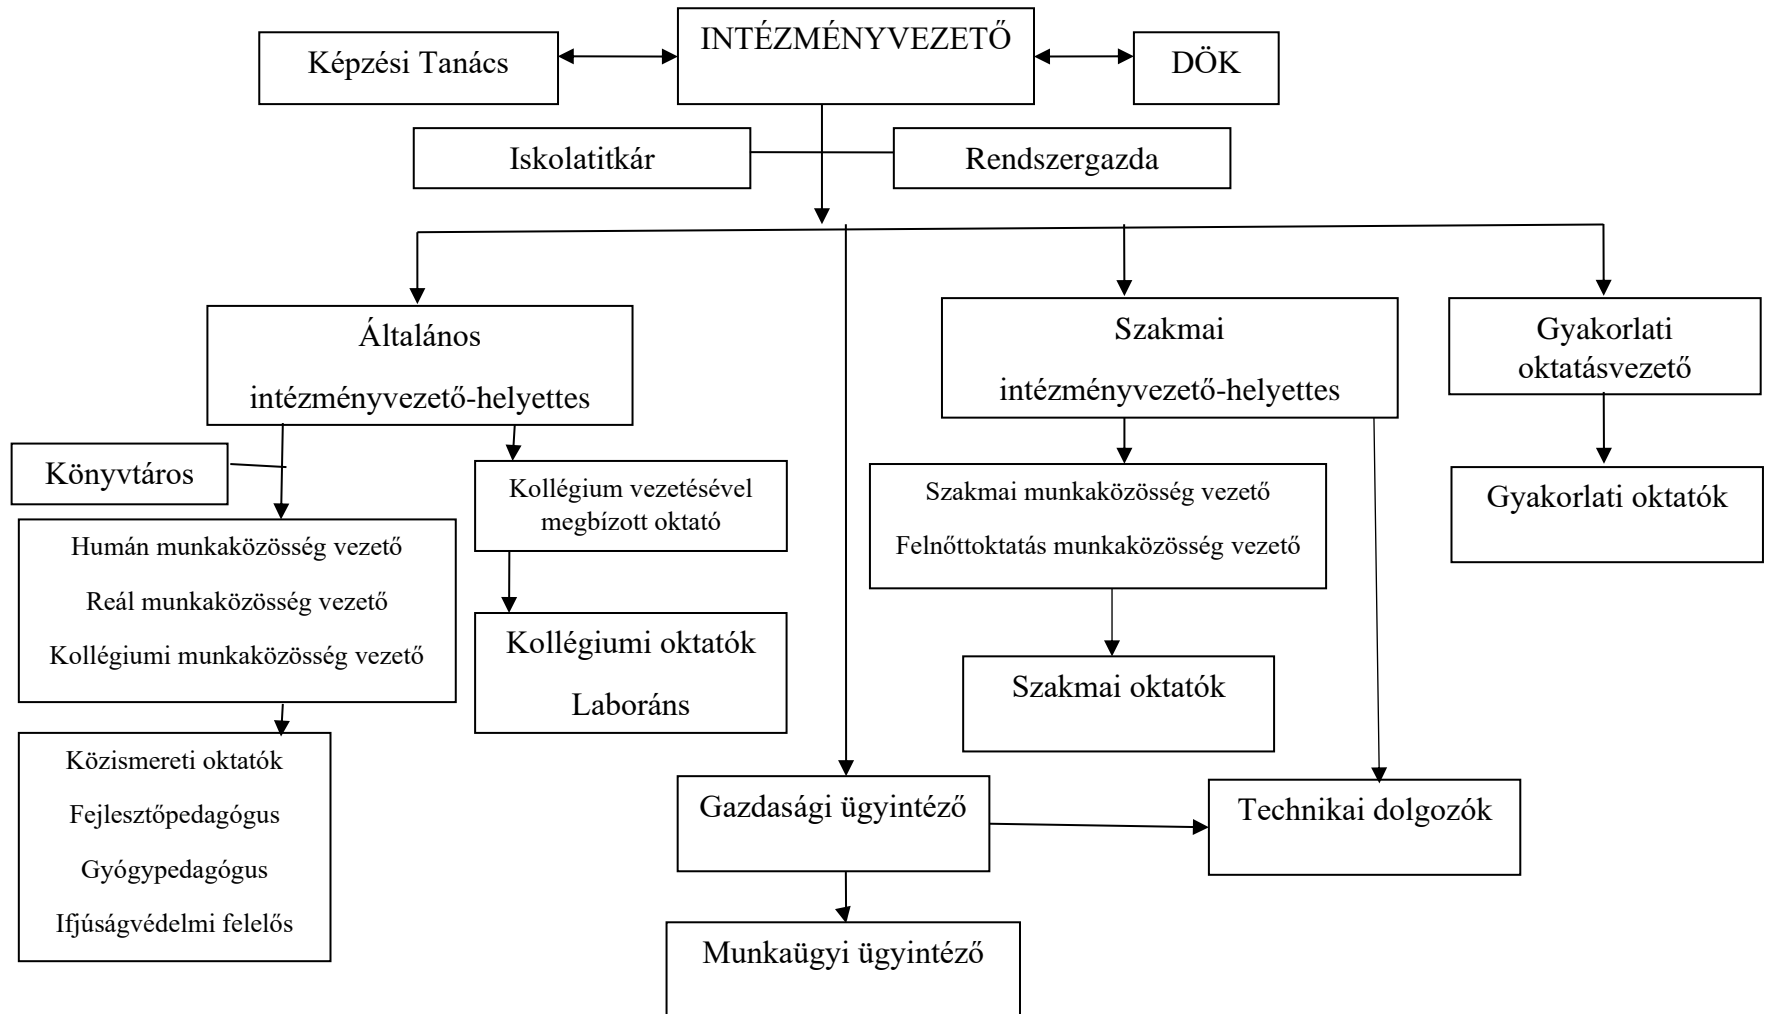 INTÉZMÉNYVEZETŐ
Képzési Tanács
DÖK
Iskolatitkár
Rendszergazda
Általános
intézményvezető-helyettes
Szakmai
intézményvezető-helyettes
Gyakorlati
oktatásvezető
Könyvtáros
Kollégium vezetésével
megbízott oktató
Szakmai munkaközösség vezető
Felnőttoktatás munkaközösség vezető
Gyakorlati oktatók
Humán munkaközösség vezető
Reál munkaközösség vezető
Kollégiumi munkaközösség vezető
Kollégiumi oktatók
Laboráns
Szakmai oktatók
Közismereti oktatók
Fejlesztőpedagógus
Gyógypedagógus
Ifjúságvédelmi felelős
Gazdasági ügyintéző
Technikai dolgozók
Munkaügyi ügyintéző